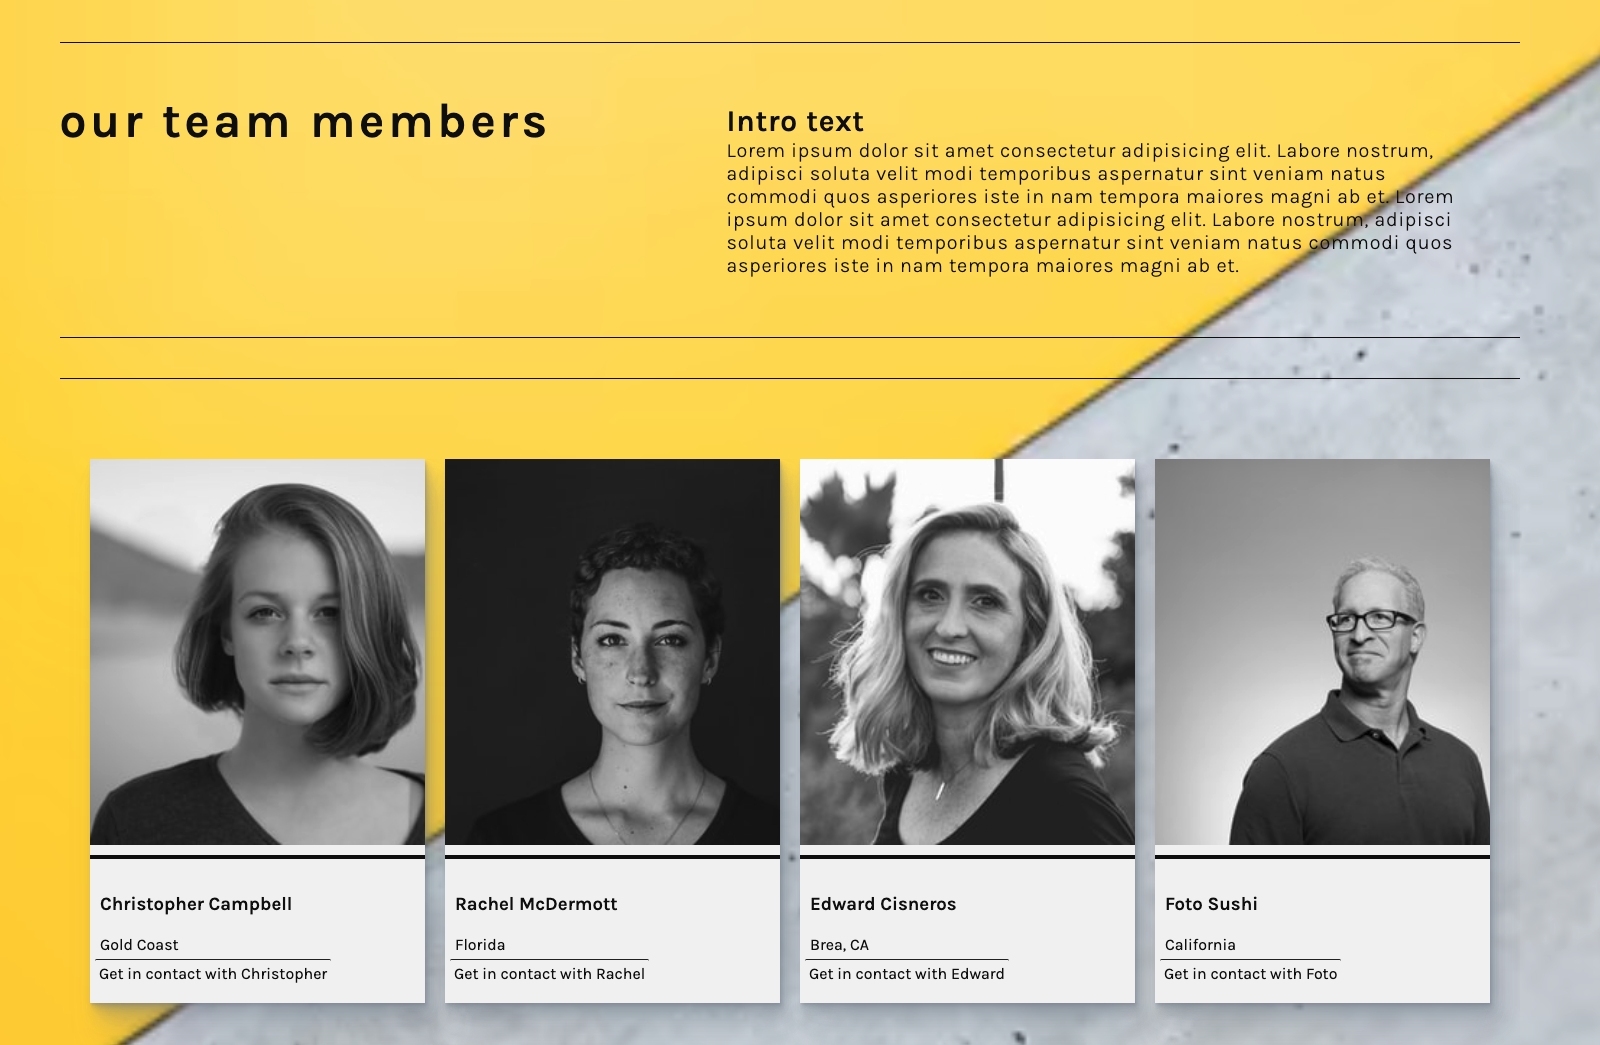 our team members
Intro text
Lorem ipsum dolor sit amet consectetur adipisicing elit. Labore nostrum,
adipisci soluta velit modi temporibus aspernatur sint veniam natus
commodi quos asperiores iste in nam tempora maiores magni ab et. Lorem
ipsum dolor sit amet consectetur adipisicing elit. Labore nostrum, adipisci
soluta velit modi temporibus aspernatur sint veniam natus commodi quos
asperiores iste in nam tempora maiores magni ab et.
Christopher Campbell
Gold Coast
Get in contact with Christopher
Rachel McDermott
Florida
Get in contact with Rachel
Edward Cisneros
Brea, CA
Get in contact with Edward
Foto Sushi
California
Get in contact with Foto